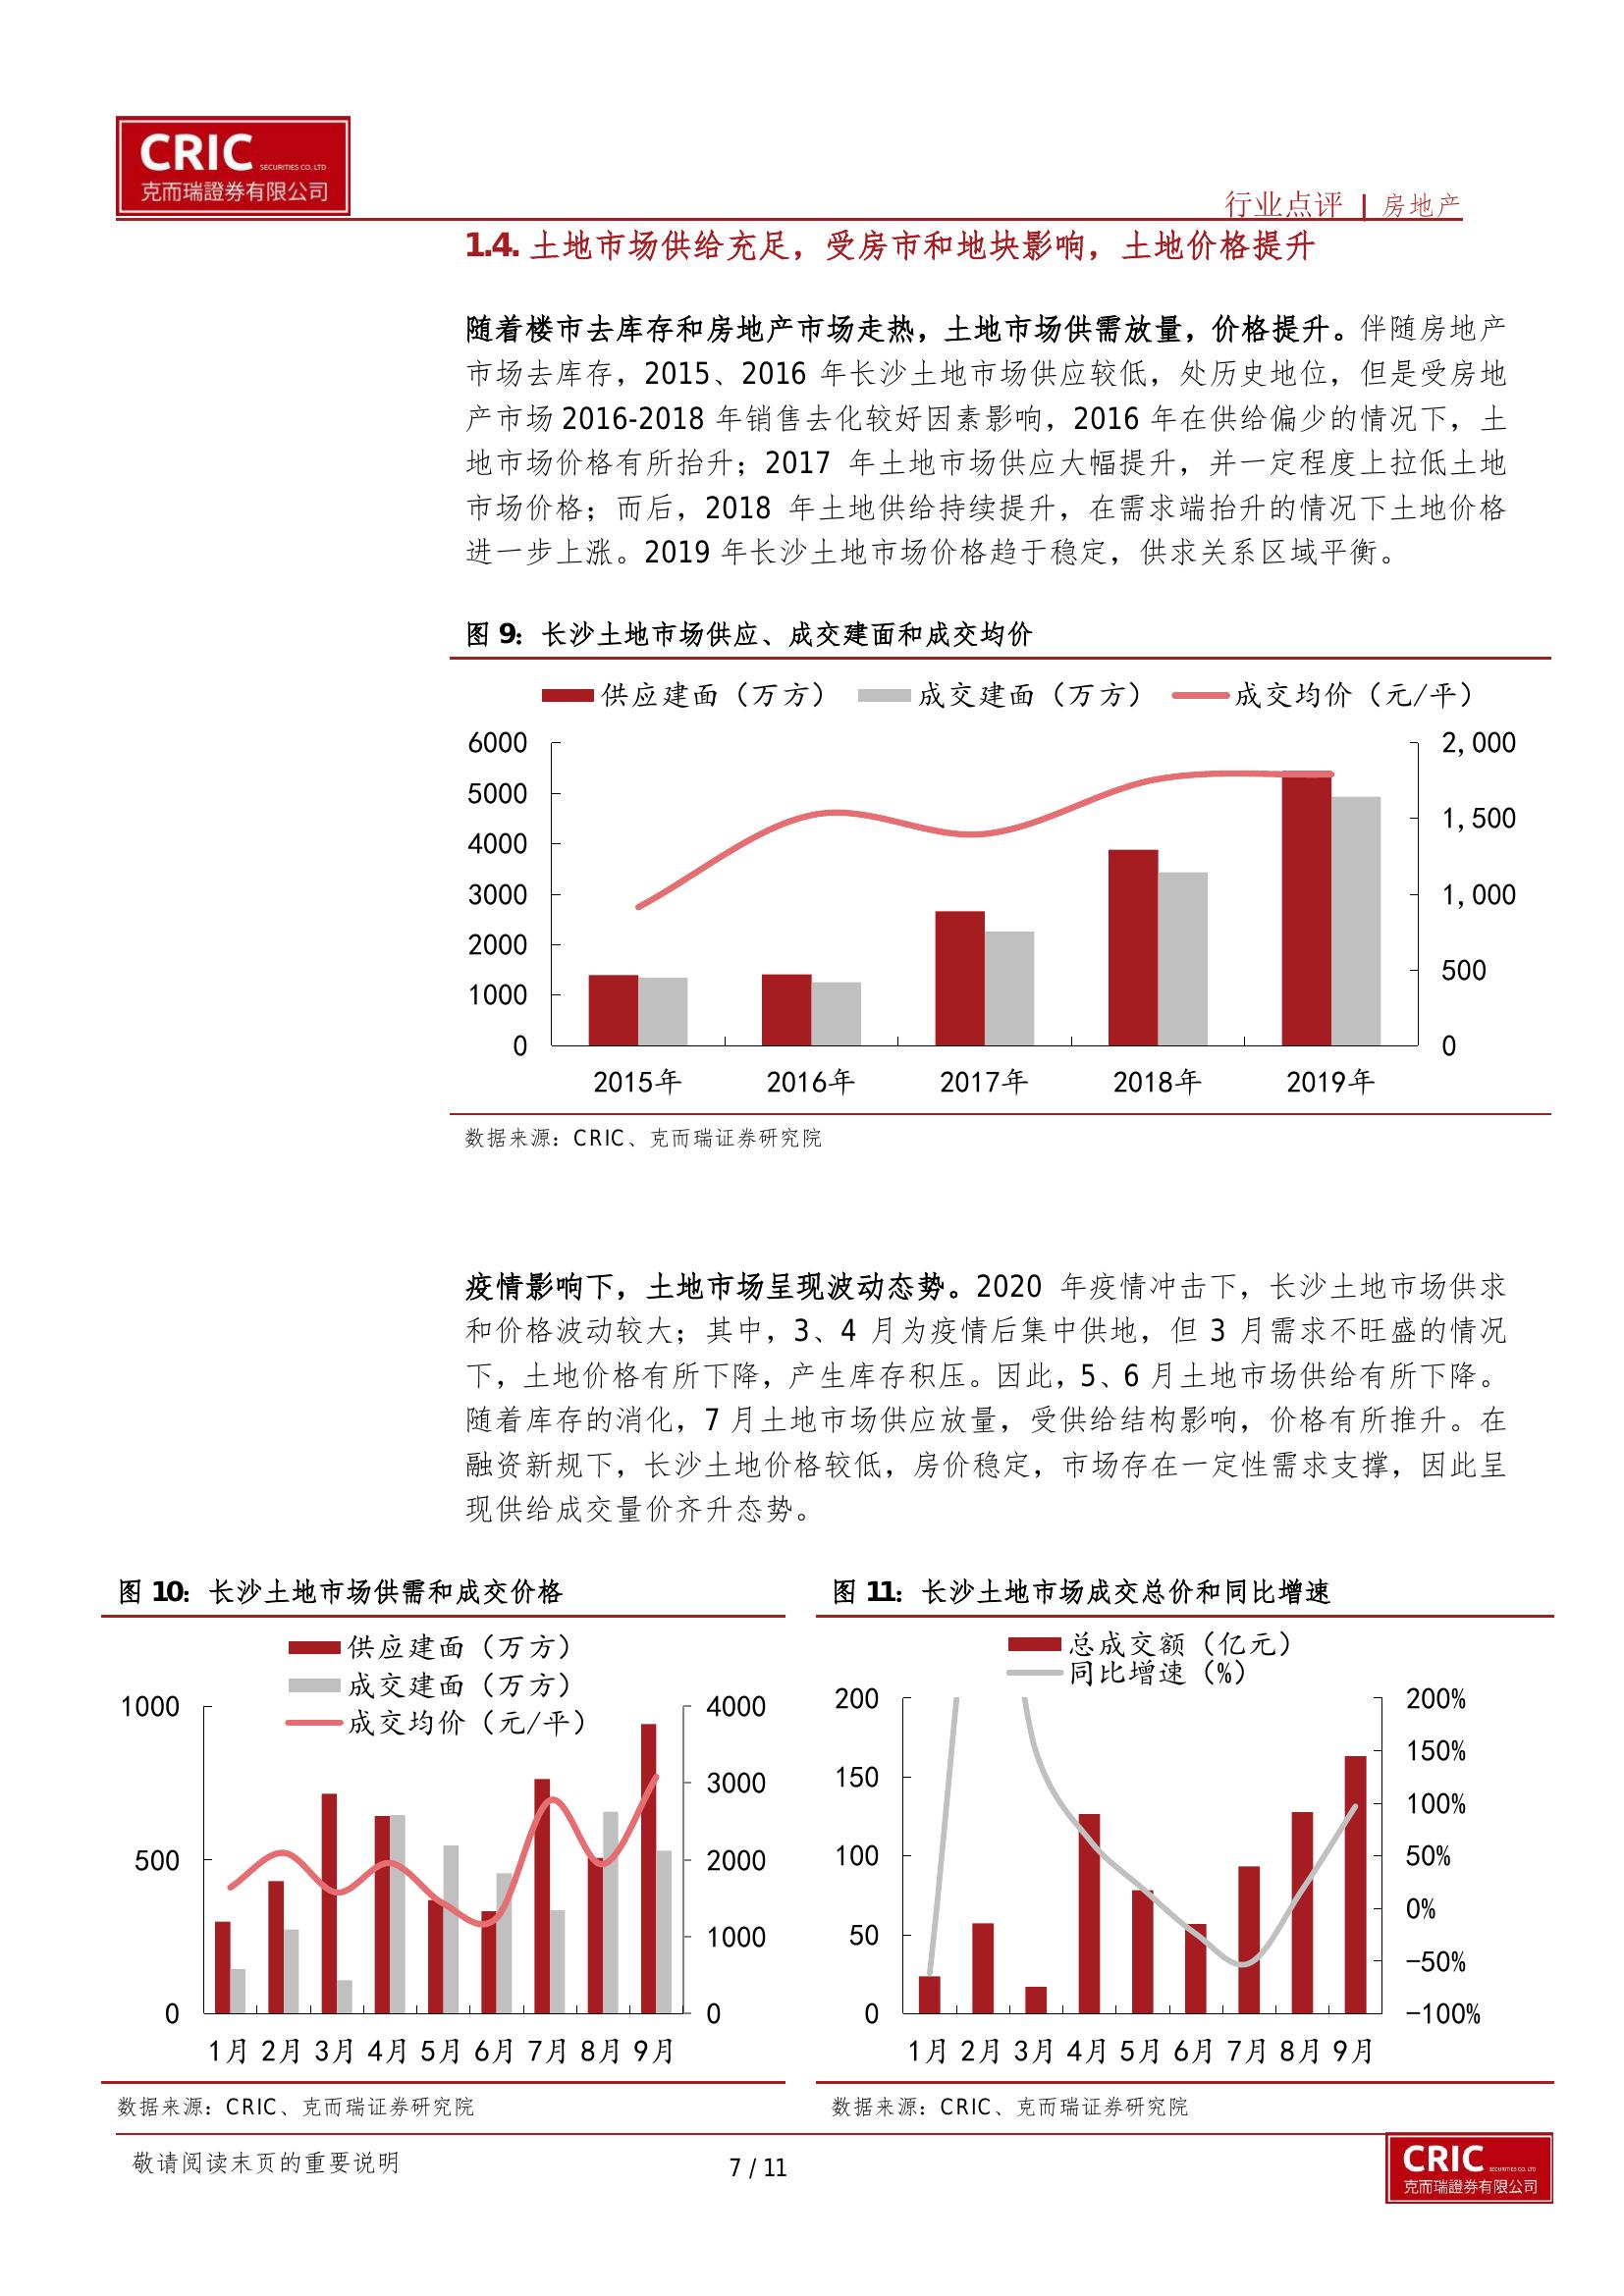 CRIC SECURITIES CO. LTD
克而瑞證券有限公司
行业点评 | 房地产
1.4. 土地市场供给充足，受房市和地块影响，土地价格提升
随着楼市去库存和房地产市场走热，土地市场供需放量，价格提升。伴随房地产
市场去库存，2015、2016 年长沙土地市场供应较低，处历史地位，但是受房地
产市场 2016-2018 年销售去化较好因素影响，2016 年在供给偏少的情况下，土
地市场价格有所抬升；2017 年土地市场供应大幅提升，并一定程度上拉低土地
市场价格；而后，2018 年土地供给持续提升，在需求端抬升的情况下土地价格
进一步上涨。2019 年长沙土地市场价格趋于稳定，供求关系区域平衡。
图 9：长沙土地市场供应、成交建面和成交均价
供应建面（万方） 成交建面（万方） 成交均价（元/平）
6000 2,000
5000
1,500
4000
3000 1,000
2000
500
1000
0 0
2015年 2016年 2017年 2018年 2019年
数据来源：CRIC、克而瑞证券研究院
疫情影响下，土地市场呈现波动态势。2020 年疫情冲击下，长沙土地市场供求
和价格波动较大；其中，3、4 月为疫情后集中供地，但 3 月需求不旺盛的情况
下，土地价格有所下降，产生库存积压。因此，5、6 月土地市场供给有所下降。
随着库存的消化，7 月土地市场供应放量，受供给结构影响，价格有所推升。在
融资新规下，长沙土地价格较低，房价稳定，市场存在一定性需求支撑，因此呈
现供给成交量价齐升态势。
图 10：长沙土地市场供需和成交价格
供应建面（万方）
成交建面（万方）
成交均价（元/平）
1000 4000
3000
500 2000
1000
0 0
1月 2月 3月 4月 5月 6月 7月 8月 9月
数据来源：CRIC、克而瑞证券研究院
图 11：长沙土地市场成交总价和同比增速
总成交额（亿元）
同比增速（%）
200 200%
150%
150
100%
100 50%
0%
50
-50%
0 -100%
1月 2月 3月 4月 5月 6月 7月 8月 9月
数据来源：CRIC、克而瑞证券研究院
敬请阅读末页的重要说明
7 / 11
CRIC SECURITIES CO. LTD
克而瑞證券有限公司